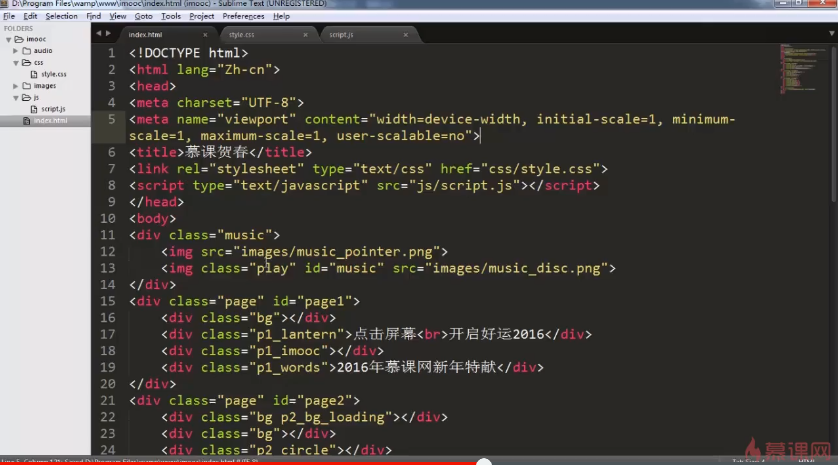 D:\Program Files\wamp\www\imooc\index.html (imooc) - Sublime Text (UNREGISTERED)
File Edit Selection Find View Goto Tools Project Preferences Help
FOLDERS
imooc
audio
css
style.css
images
js
script.js
index.html
index.html × style.css × script.js ×
1 <!DOCTYPE html>
2 <html lang="Zh-cn">
3 <head>
4 <meta charset="UTF-8">
5 <meta name="viewport" content="width=device-width, initial-scale=1, minimum-
scale=1, maximum-scale=1, user-scalable=no">
6 <title>慕课贺春</title>
7 <link rel="stylesheet" type="text/css" href="css/style.css">
8 <script type="text/javascript" src="js/script.js"></script>
9 </head>
10 <body>
11 <div class="music">
12 <img src="images/music_pointer.png">
13 <img class="play" id="music" src="images/music_disc.png">
14 </div>
15 <div class="page" id="page1">
16 <div class="bg"></div>
17 <div class="p1_lantern">点击屏幕<br>开启好运2016</div>
18 <div class="p1_imooc"></div>
19 <div class="p1_words">2016年慕课网新年特献</div>
20 </div>
21 <div class="page" id="page2">
22 <div class="bg p2_bg_loading"></div>
23 <div class="bg"></div>
24 <div class="p2_circle"></div>
慕课网